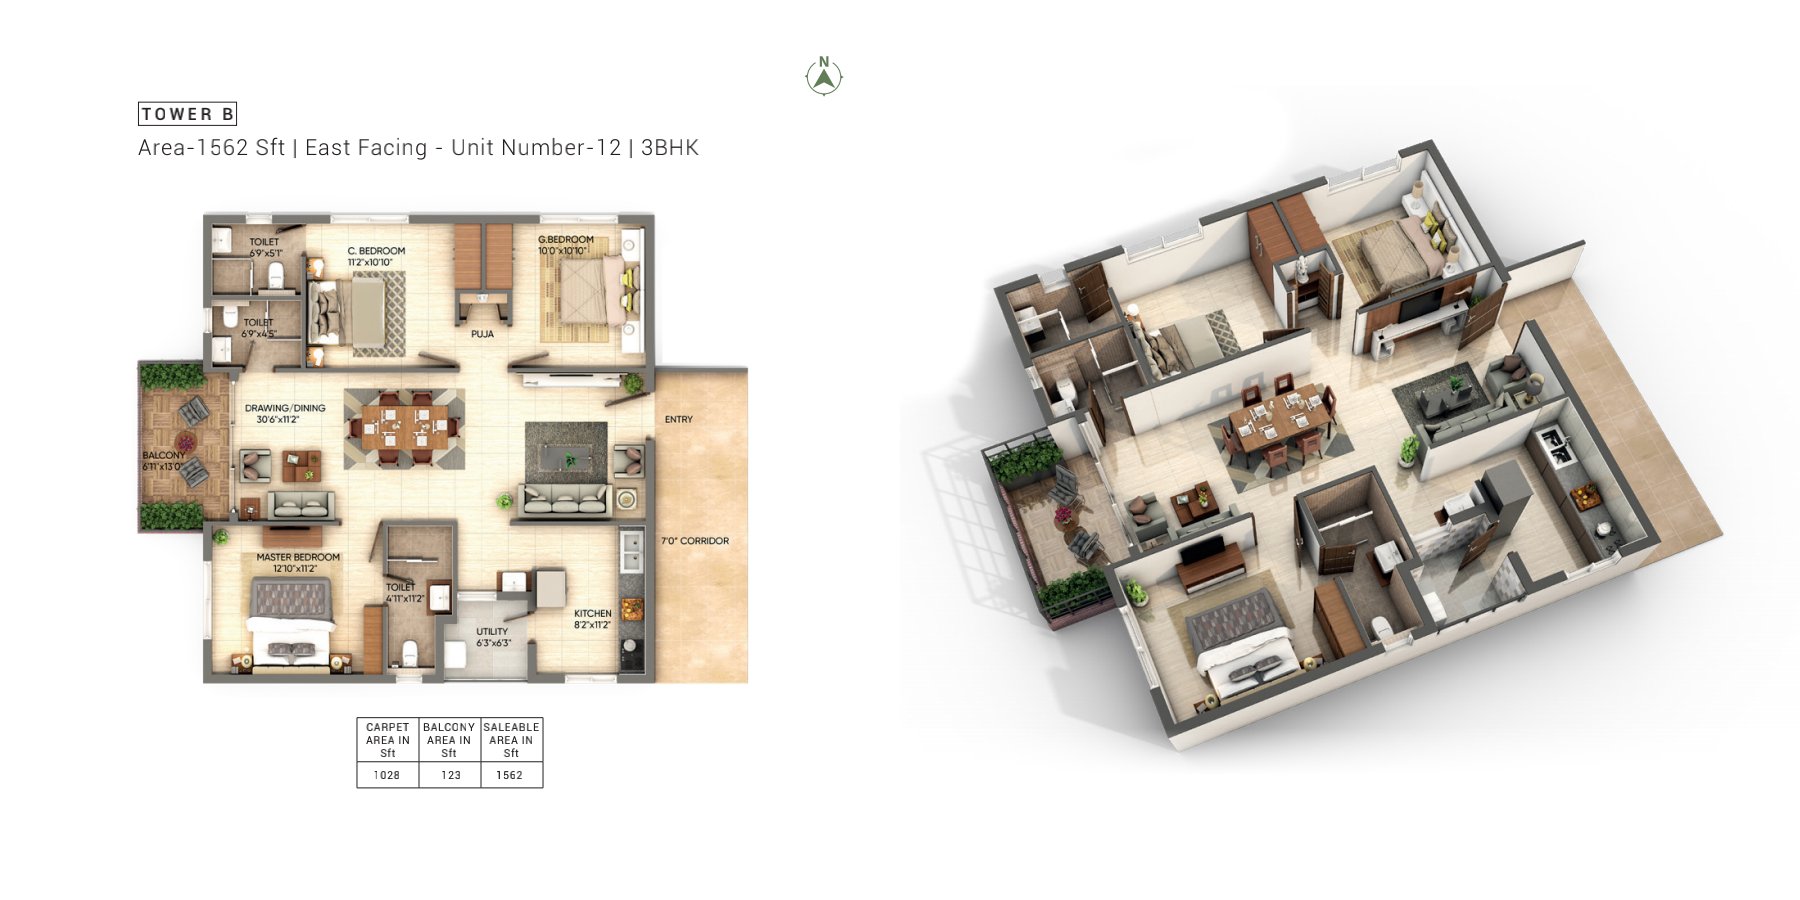 N
TOWER B
Area-1562 Sft | East Facing - Unit Number-12 | 3BHK
TOILET
6'9"x5'1"
C. BEDROOM
11'2"x10'10"
G.BEDROOM
10'0"x10'10"
TOILET
6'9"x4'5"
PUJA
DRAWING/DINING
30'6"x11'2"
ENTRY
BALCONY
6'11"x13'0"
MASTER BEDROOM
12'10"x11'2"
7'0" CORRIDOR
TOILET
4'11"x11'2"
UTILITY
6'3"x6'3"
KITCHEN
8'2"x11'2"
CARPET AREA IN Sft
BALCONY AREA IN Sft
SALEABLE AREA IN Sft
1028
123
1562